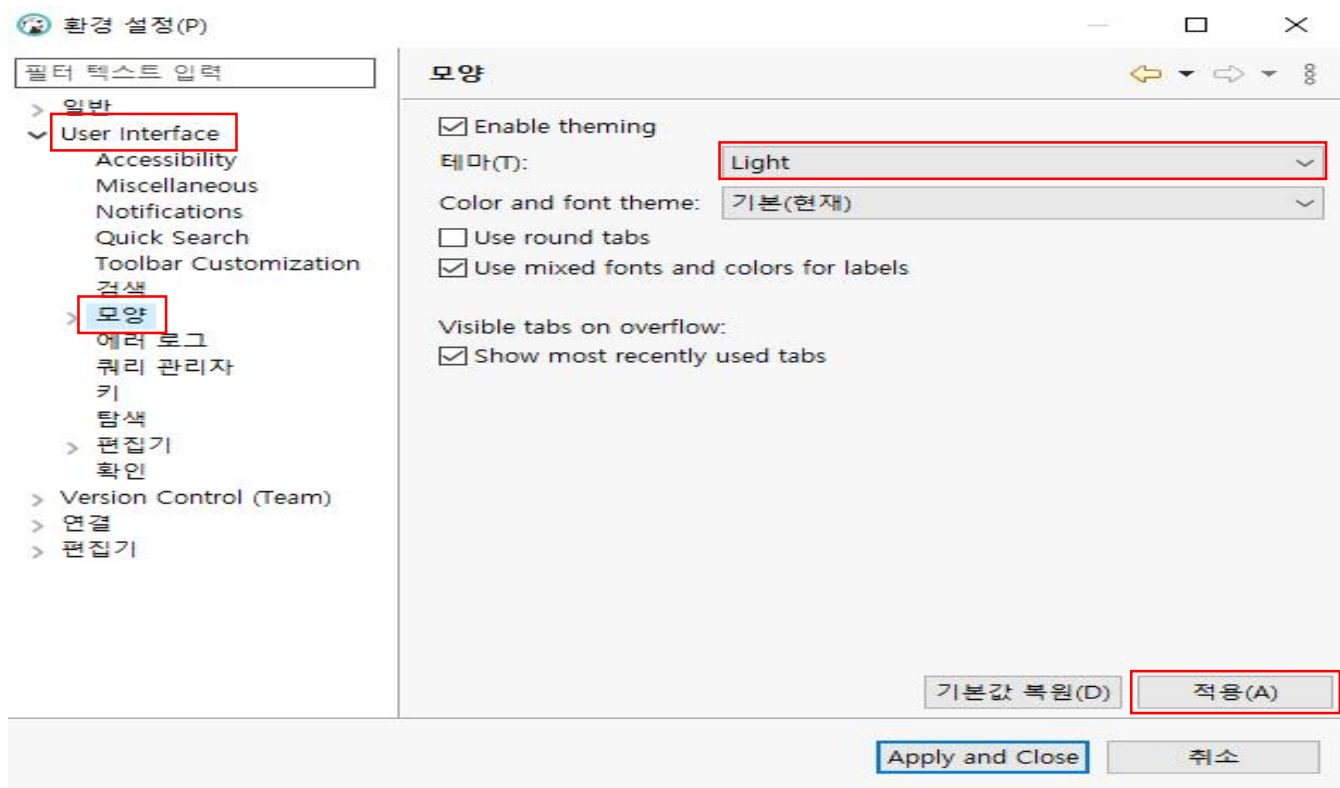 환경 설정(P)
필터 텍스트 입력
일반
User Interface
Accessibility
Miscellaneous
Notifications
Quick Search
Toolbar Customization
검색
모양
에러 로그
쿼리 관리자
키
탐색
편집기
확인
Version Control (Team)
연결
편집기
모양
Enable theming
테마(T): Light
Color and font theme: 기본(현재)
Use round tabs
Use mixed fonts and colors for labels
Visible tabs on overflow:
Show most recently used tabs
기본값 복원(D) 적용(A)
Apply and Close 취소